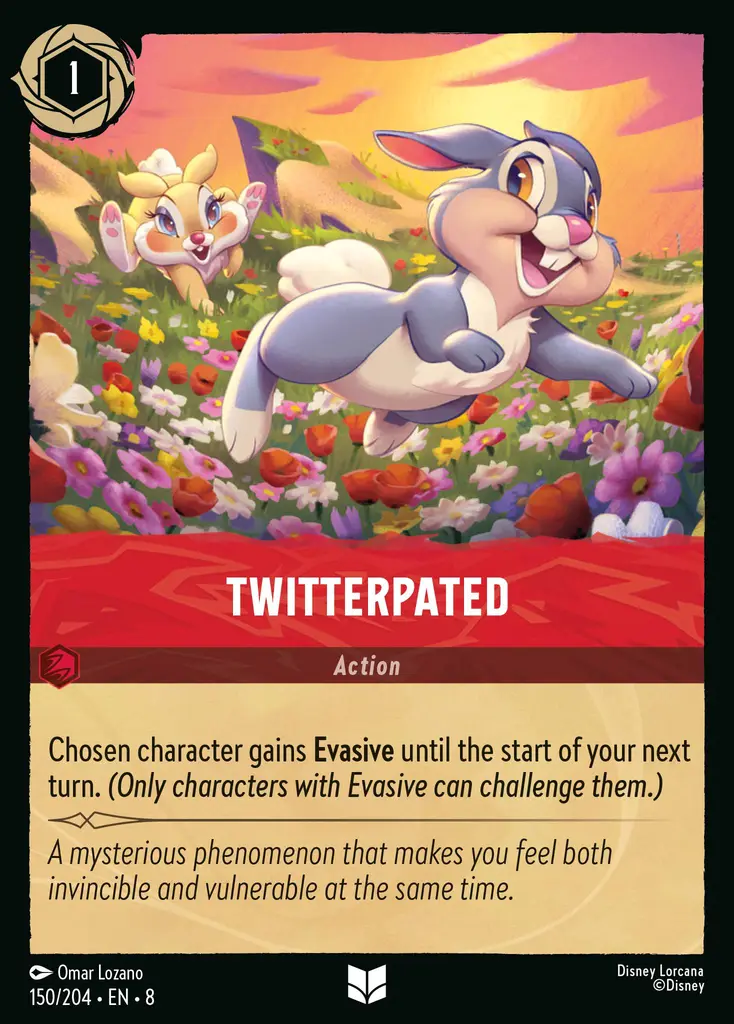 1
TWITTERPATED
Action
Chosen character gains Evasive until the start of your next
turn. (Only characters with Evasive can challenge them.)
A mysterious phenomenon that makes you feel both
invincible and vulnerable at the same time.
Omar Lozano
150/204 • EN • 8
Disney Lorcana
©Disney